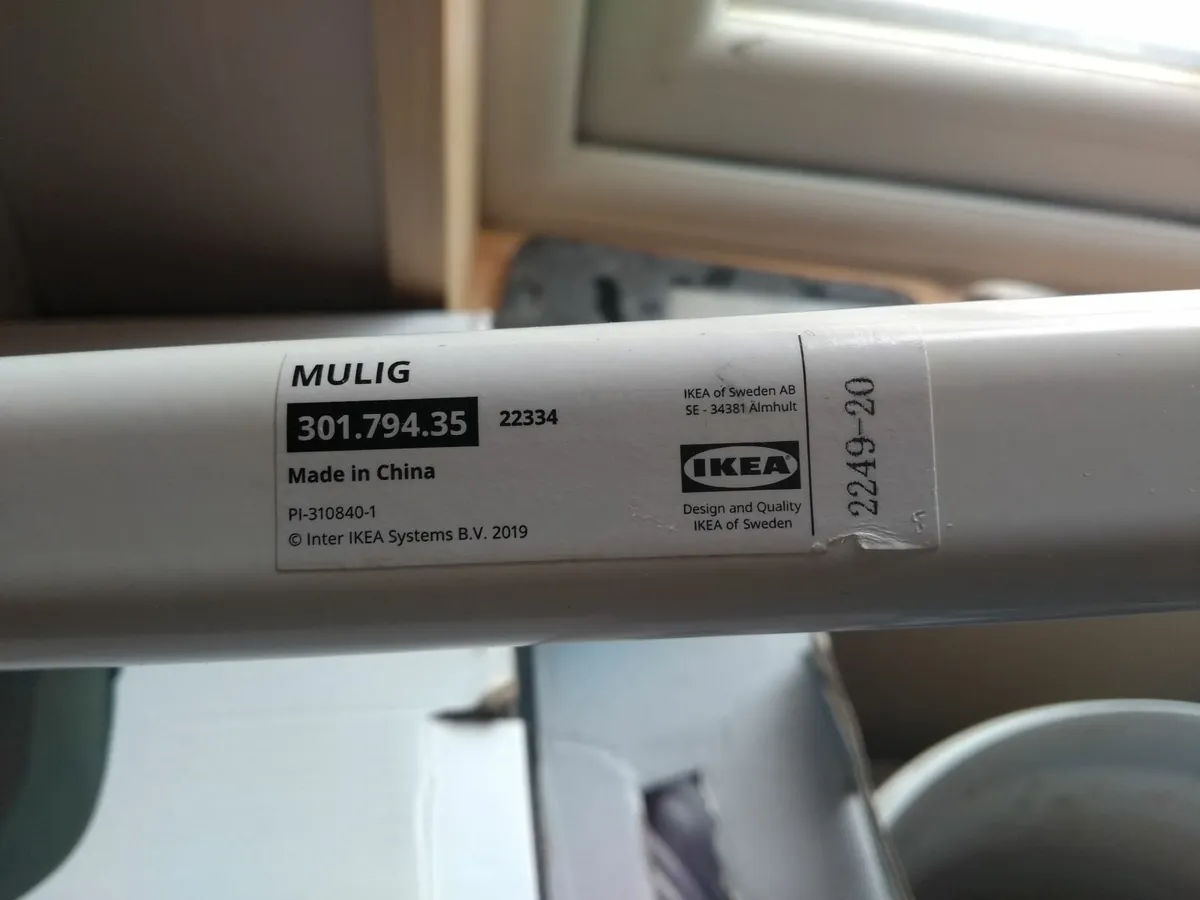 MULIG
301.794.35 22334
Made in China
PI-310840-1
© Inter IKEA Systems B.V. 2019
IKEA of Sweden AB
SE - 34381 Älmhult
IKEA®
Design and Quality
IKEA of Sweden
2249-20